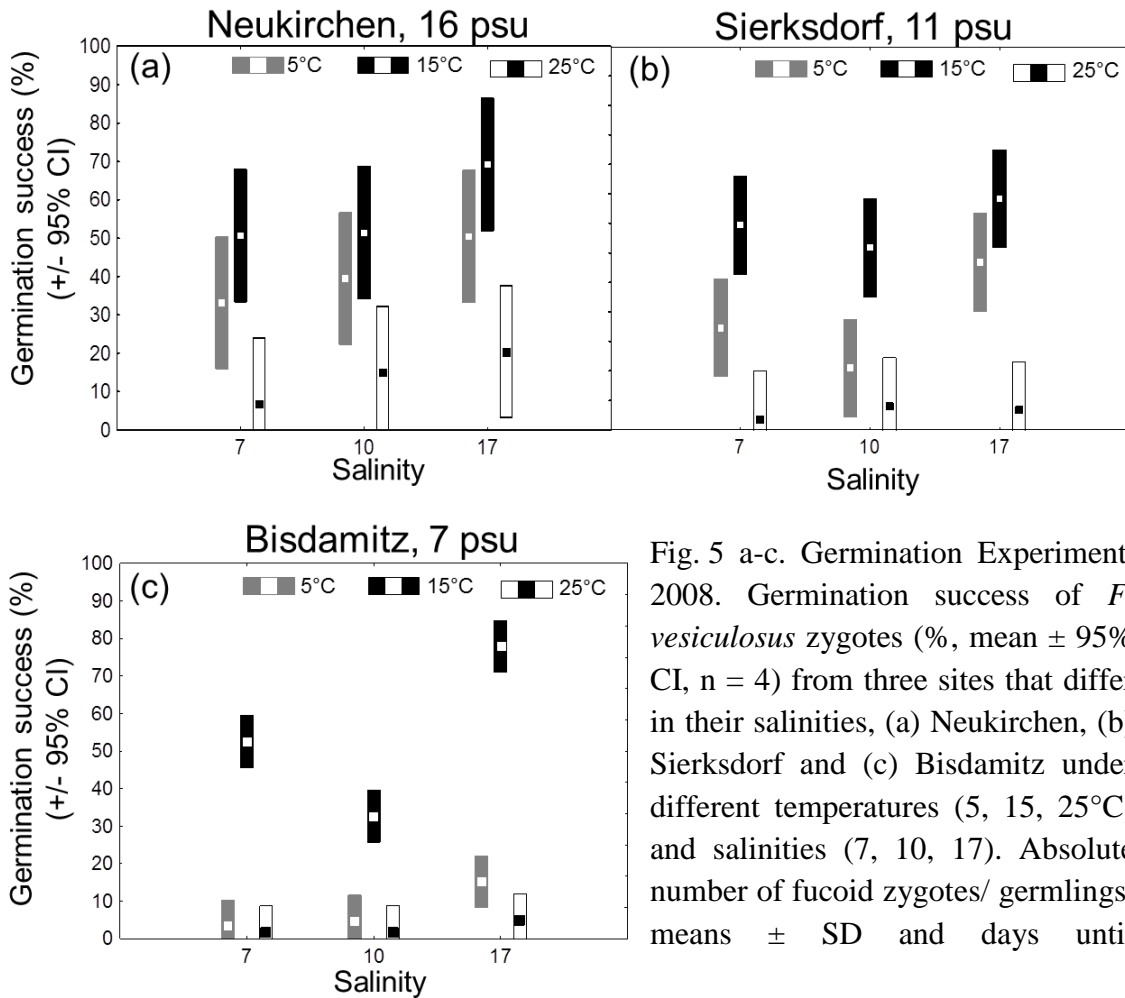 Neukirchen, 16 psu
(a)
5°C 15°C 25°C
Germination success (%)
(+/- 95% CI)
100
90
80
70
60
50
40
30
20
10
0
7 10 17
Salinity
Sierksdorf, 11 psu
(b)
5°C 15°C 25°C
7 10 17
Salinity
Bisdamitz, 7 psu
(c)
5°C 15°C 25°C
Germination success (%)
(+/- 95% CI)
100
90
80
70
60
50
40
30
20
10
0
7 10 17
Salinity
Fig. 5 a-c. Germination Experiment
2008. Germination success of F
vesiculosus zygotes (%, mean ± 95%
CI, n = 4) from three sites that differ
in their salinities, (a) Neukirchen, (b)
Sierksdorf and (c) Bisdamitz under
different temperatures (5, 15, 25°C
and salinities (7, 10, 17). Absolute
number of fucoid zygotes/ germlings
means ± SD and days until